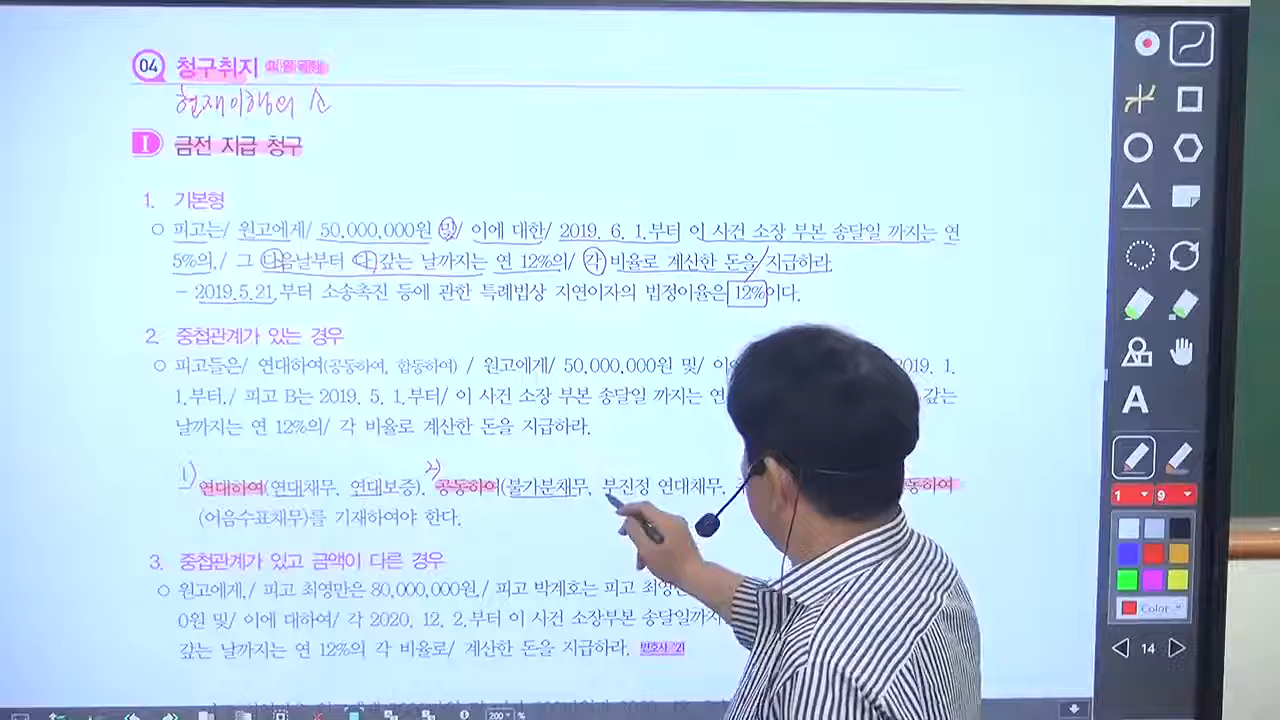 04 청구취지
현재이행의 소
I 금전 지급 청구
1. 기본형
○ 피고는/ 원고에게/ 50,000,000원 및/ 이에 대한/ 2019. 6. 1.부터 이 사건 소장 부본 송달일 까지는 연
5%의,/ 그 다음날부터 다 갚는 날까지는 연 12%의/ 각 비율로 계산한 돈을 지급하라.
- 2019.5.21.부터 소송촉진 등에 관한 특례법상 지연이자의 법정이율은 12%이다.
2. 중첩관계가 있는 경우
○ 피고들은/ 연대하여(공동하여, 합동하여) / 원고에게/ 50,000,000원 및/ 2019. 1.
1.부터,/ 피고 B는 2019. 5. 1.부터/ 이 사건 소장 부본 송달일 까지는 연 갚는
날까지는 연 12%의/ 각 비율로 계산한 돈을 지급하라.
1) 2)
연대하여(연대채무, 연대보증), 공동하여(불가분채무, 부진정 연대채무, 동하여
(어음수표채무)를 기재하여야 한다.
3. 중첩관계가 있고 금액이 다른 경우
○ 원고에게,/ 피고 최영만은 80,000,000원,/ 피고 박계호는 피고
0원 및/ 이에 대하여/ 각 2020. 12. 2.부터 이 사건 소장부본 송달일까지
갚는 날까지는 연 12%의 각 비율로/ 계산한 돈을 지급하라. 변호사 '21
1 9
Color
14
A
200 %